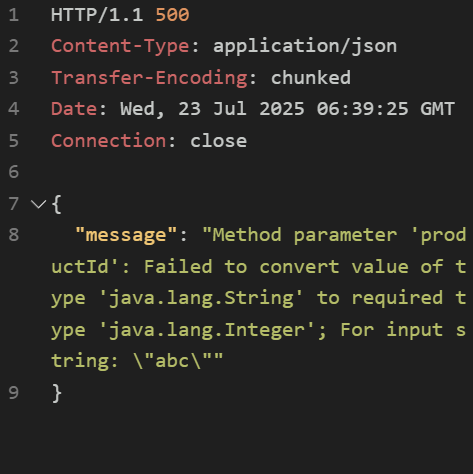 1 HTTP/1.1 500
2 Content-Type: application/json
3 Transfer-Encoding: chunked
4 Date: Wed, 23 Jul 2025 06:39:25 GMT
5 Connection: close
6
7 {
8 "message": "Method parameter 'prod
uctId': Failed to convert value of t
ype 'java.lang.String' to required t
ype 'java.lang.Integer'; For input s
tring: \"abc\""
9 }